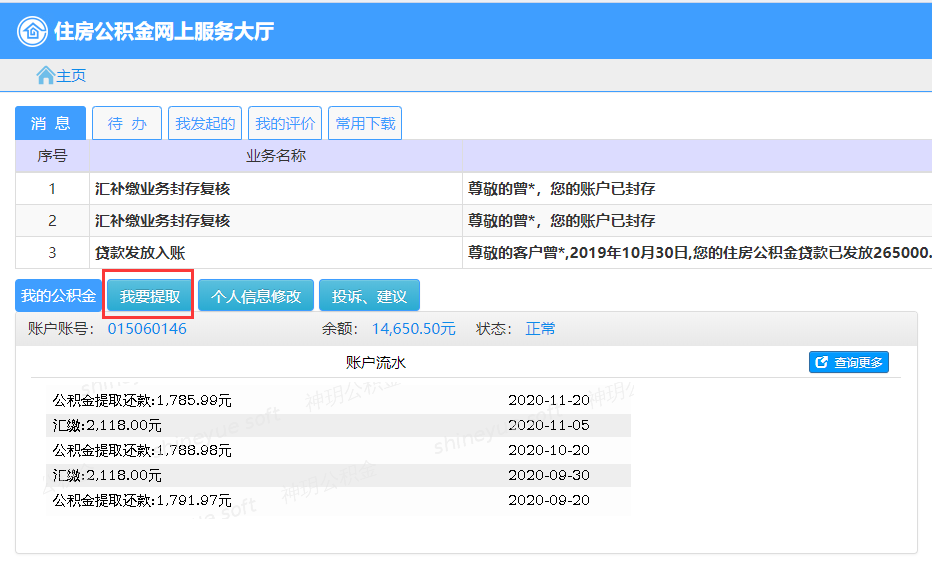 住房公积金网上服务大厅
主页
消 息 待 办 我发起的 我的评价 常用下载
序号 业务名称
1 汇补缴业务封存复核 尊敬的曾*，您的账户已封存
2 汇补缴业务封存复核 尊敬的曾*，您的账户已封存
3 贷款发放入账 尊敬的客户曾*,2019年10月30日,您的住房公积金贷款已发放265000.
我的公积金 我要提取 个人信息修改 投诉、建议
账户账号： 015060146 余额： 14,650.50元 状态： 正常
账户流水 查询更多
公积金提取还款:1,785.99元 2020-11-20
汇缴:2,118.00元 2020-11-05
公积金提取还款:1,788.98元 2020-10-20
汇缴:2,118.00元 2020-09-30
公积金提取还款:1,791.97元 2020-09-20
shineyue soft 神玥公积金